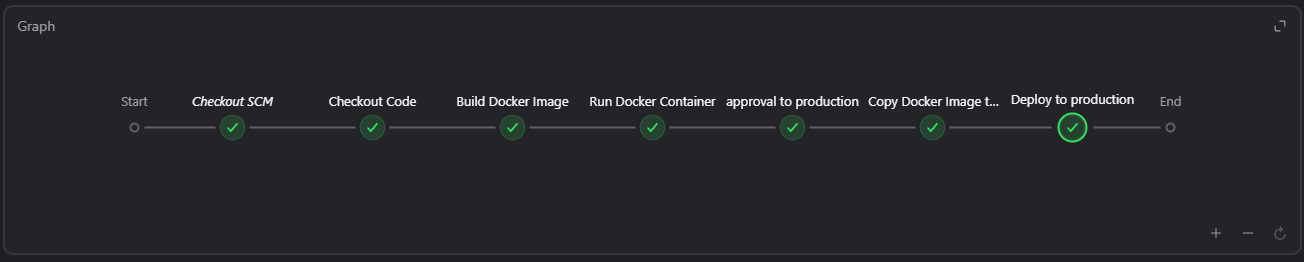 Graph
Start
Checkout SCM
Checkout Code
Build Docker Image
Run Docker Container
approval to production
Copy Docker Image t...
Deploy to production
End